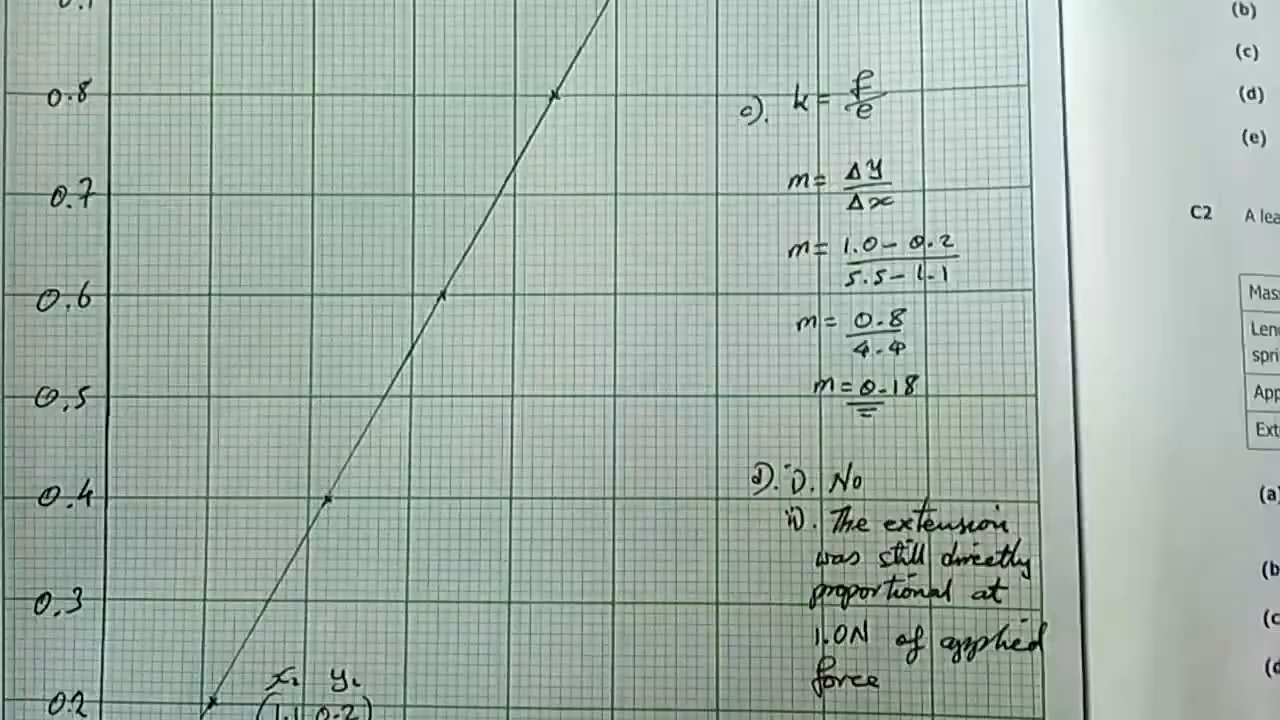 0.8
0.7
0.6
0.5
0.4
0.3
0.2
x₁ y₁
(1.1 0.2)
c). k = f/e
m = Δy/Δx
m = 1.0 - 0.2 / 5.5 - 1.1
m = 0.8 / 4.4
m = 0.18
d). i). No
ii). The extension
was still directly
proportional at
1.0N of applied
force
(b)
(c)
(d)
(e)
C2 A lea
Mas
Len
spri
App
Ext
(a)
(b
(c
(d